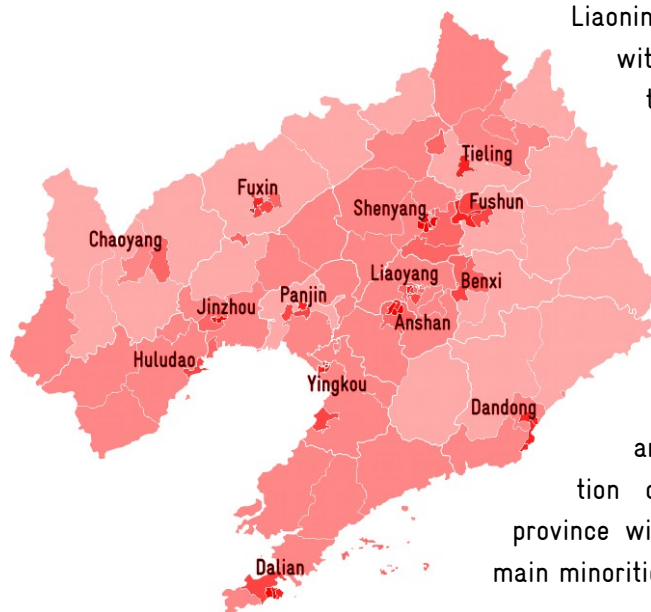 Liaonin
wit
t
Tieling
Fuxin
Shenyang
Fushun
Chaoyang
Liaoyang
Benxi
Panjin
Jinzhou
Anshan
Huludao
Yingkou
Dandong
an
tion o
province wi
Dalian
main minoritie